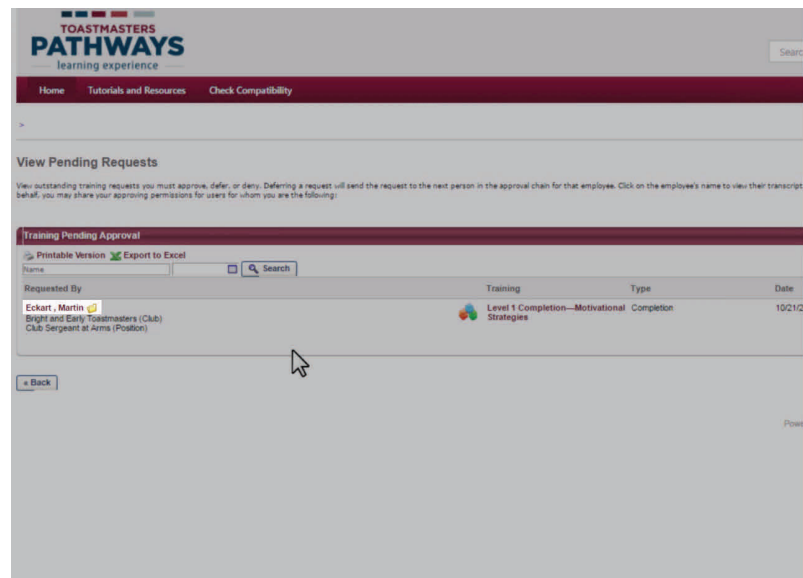 TOASTMASTERS
PATHWAYS
learning experience
Searc
Home Tutorials and Resources Check Compatibility
>
View Pending Requests
View outstanding training requests you must approve, defer, or deny. Deferring a request will send the request to the next person in the approval chain for that employee. Click on the employee's name to view their transcript
behalf, you may share your approving permissions for users for whom you are the following:
Training Pending Approval
Printable Version Export to Excel
Name Search
Requested By Training Type Date
Eckart , Martin Level 1 Completion—Motivational Completion 10/21/2
Bright and Early Toastmasters (Club) Strategies
Club Sergeant at Arms (Position)
« Back
Powe